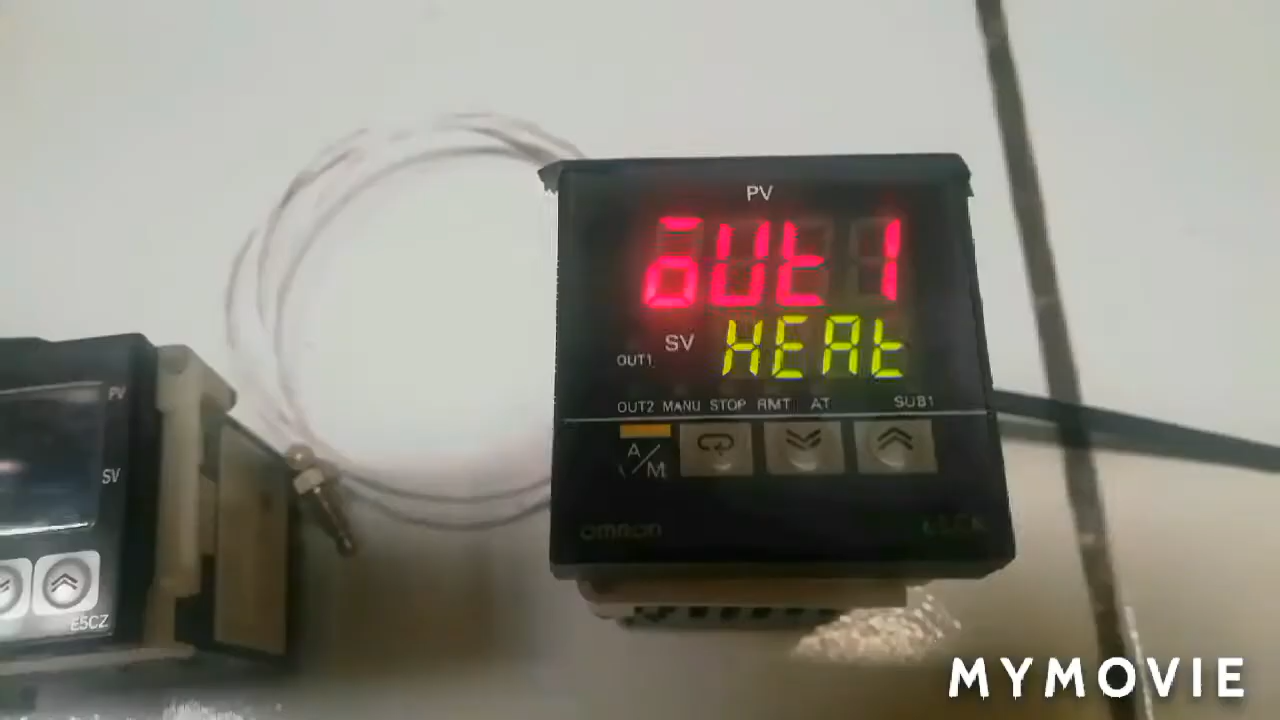 PV
out1
SV
HEAt
OUT1
OUT2 MANU STOP RMT AT SUB1
A/M
omron
PV
SV
E5CZ
MYMOVIE